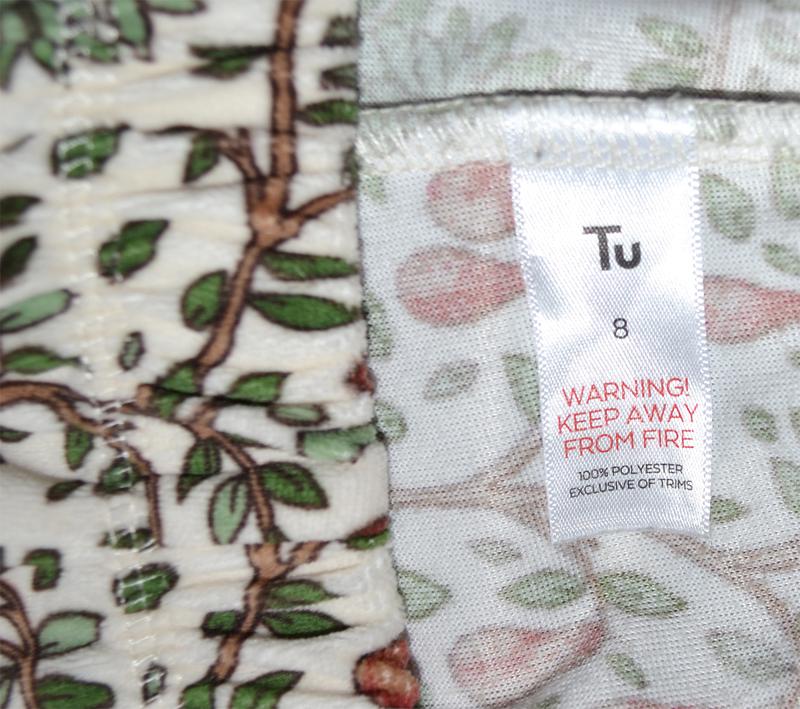 Tu
8
WARNING!
KEEP AWAY
FROM FIRE
100% POLYESTER
EXCLUSIVE OF TRIMS